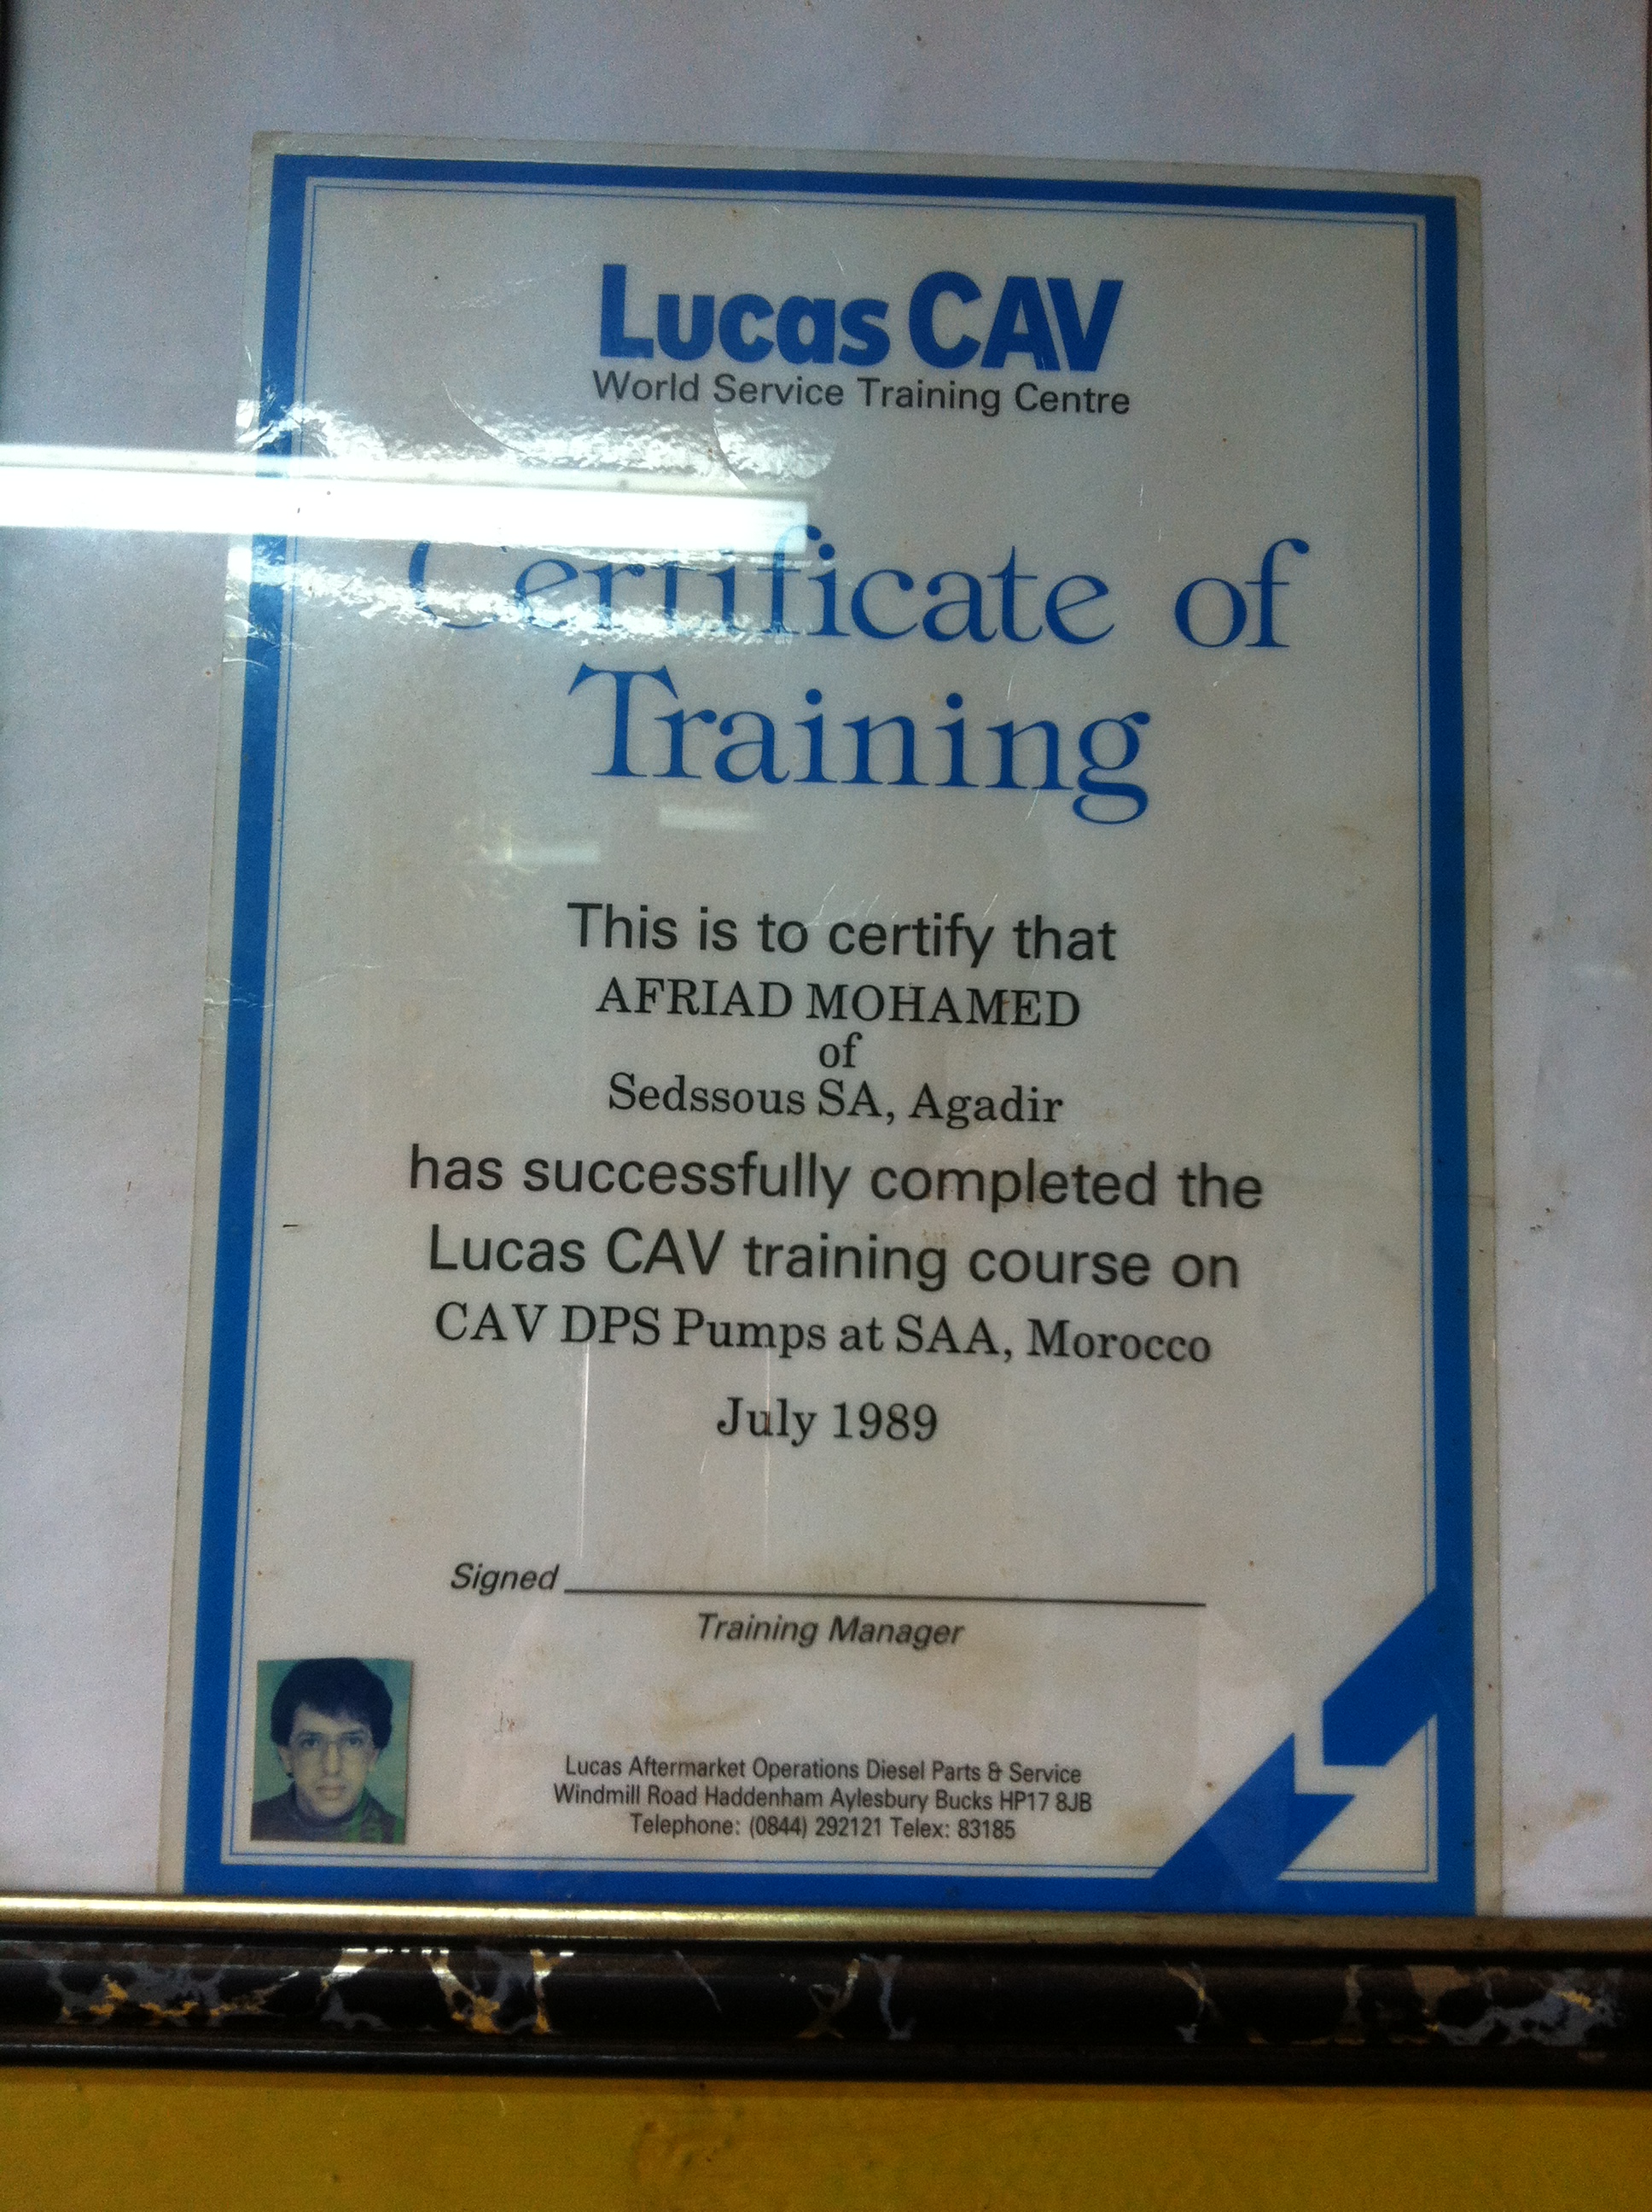 Lucas CAV
World Service Training Centre
Certificate of
Training
This is to certify that
AFRIAD MOHAMED
of
Sedssous SA, Agadir
has successfully completed the
Lucas CAV training course on
CAV DPS Pumps at SAA, Morocco
July 1989
Signed
Training Manager
Lucas Aftermarket Operations Diesel Parts & Service
Windmill Road Haddenham Aylesbury Bucks HP17 8JB
Telephone: (0844) 292121 Telex: 83185